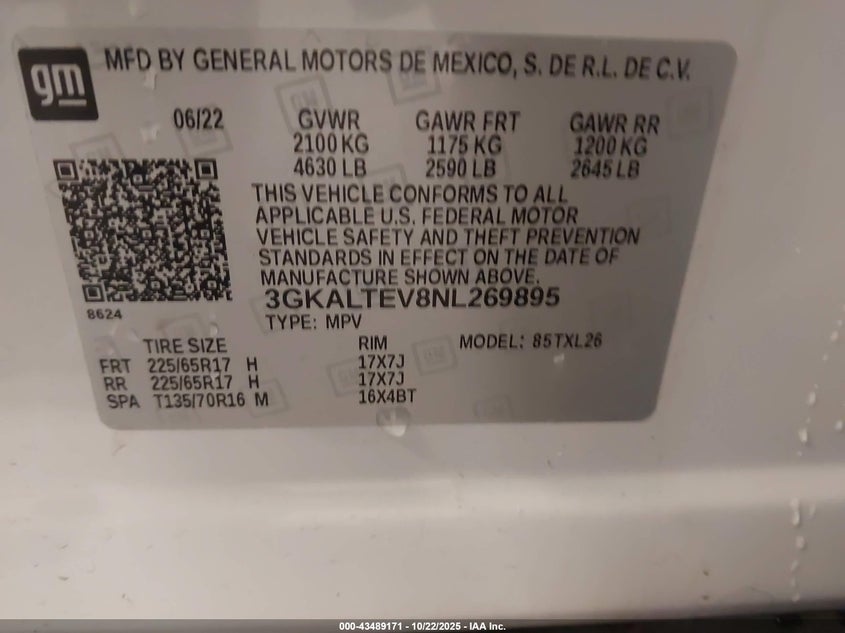 gm
MFD BY GENERAL MOTORS DE MEXICO, S. DE R.L. DE C.V.
06/22 GVWR GAWR FRT GAWR RR
2100 KG 1175 KG 1200 KG
4630 LB 2590 LB 2645 LB
THIS VEHICLE CONFORMS TO ALL
APPLICABLE U.S. FEDERAL MOTOR
VEHICLE SAFETY AND THEFT PREVENTION
STANDARDS IN EFFECT ON THE DATE OF
MANUFACTURE SHOWN ABOVE.
3GKALTEV8NL269895
8624
TYPE: MPV
TIRE SIZE RIM MODEL: 85TXL26
FRT 225/65R17 H 17X7J
RR 225/65R17 H 17X7J
SPA T135/70R16 M 16X4BT
000-43489171 - 10/22/2025 - IAA Inc.